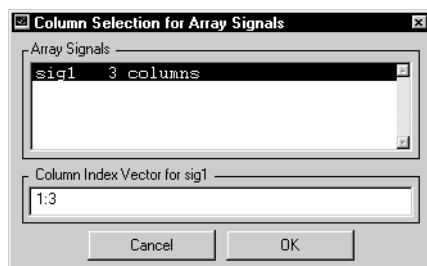 Column Selection for Array Signals
Array Signals
sig1 3 columns
Column Index Vector for sig1
1:3
Cancel OK